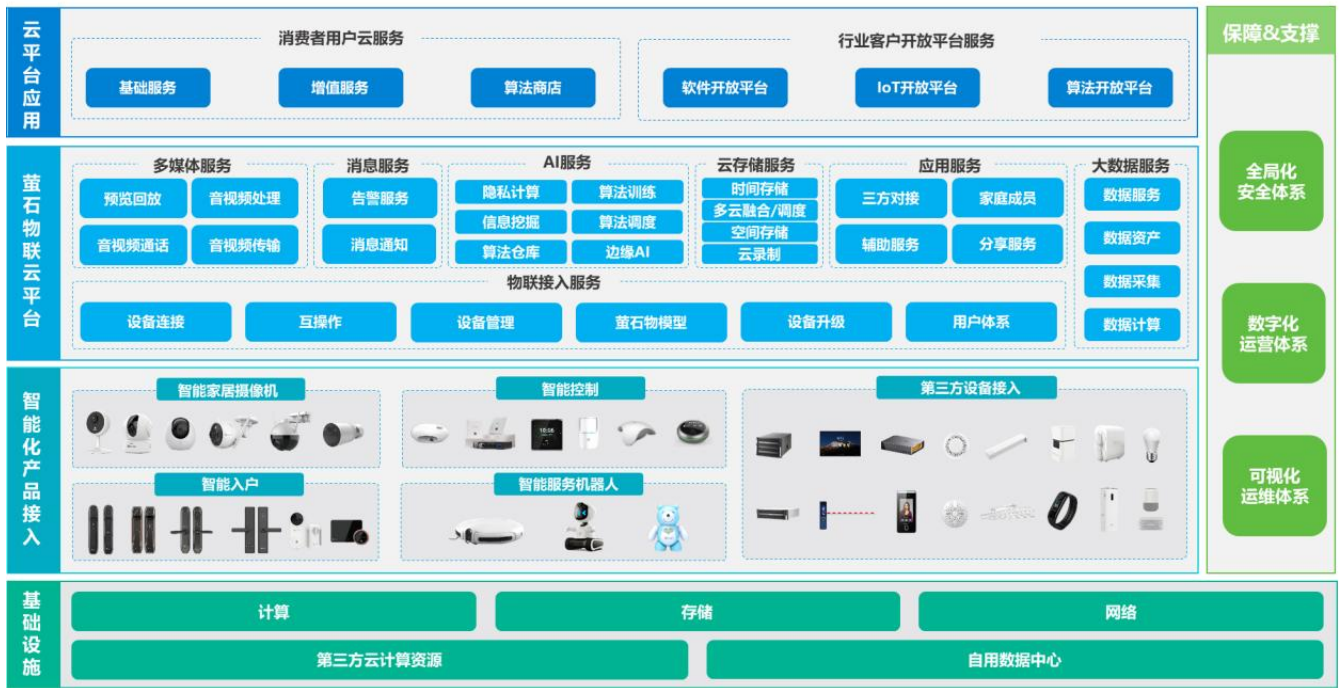 云平台应用
消费者用户云服务
基础服务
增值服务
算法商店
行业客户开放平台服务
软件开放平台
IoT开放平台
算法开放平台
萤石物联云平台
多媒体服务
预览回放
音视频处理
音视频通话
音视频传输
消息服务
告警服务
消息通知
AI服务
隐私计算
算法训练
信息挖掘
算法调度
算法仓库
边缘AI
云存储服务
时间存储
多云融合/调度
空间存储
云录制
应用服务
三方对接
家庭成员
辅助服务
分享服务
大数据服务
数据服务
数据资产
数据采集
数据计算
物联接入服务
设备连接
互操作
设备管理
萤石物模型
设备升级
用户体系
智能化产品接入
智能家居摄像机
智能控制
10:08
第三方设备接入
智能入户
智能服务机器人
基础设施
计算
存储
网络
第三方云计算资源
自用数据中心
保障&支撑
全局化
安全体系
数字化
运营体系
可视化
运维体系